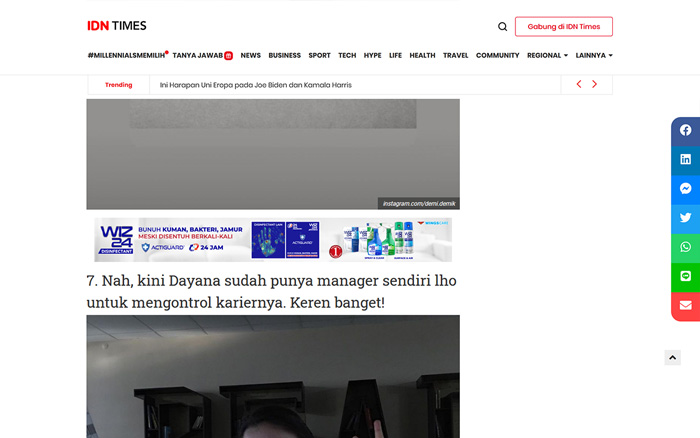 IDN TIMES
Gabung di IDN Times
#MILLENNIALSMEMILIH TANYA JAWAB NEWS BUSINESS SPORT TECH HYPE LIFE HEALTH TRAVEL COMMUNITY REGIONAL LAINNYA
Trending Ini Harapan Uni Eropa pada Joe Biden dan Kamala Harris
instagram.com/demi.demik
WIZ 24 DISINFECTANT
BUNUH KUMAN, BAKTERI, JAMUR
MESKI DISENTUH BERKALI-KALI
ACTIGUARD 24 JAM
7. Nah, kini Dayana sudah punya manager sendiri lho
untuk mengontrol kariernya. Keren banget!